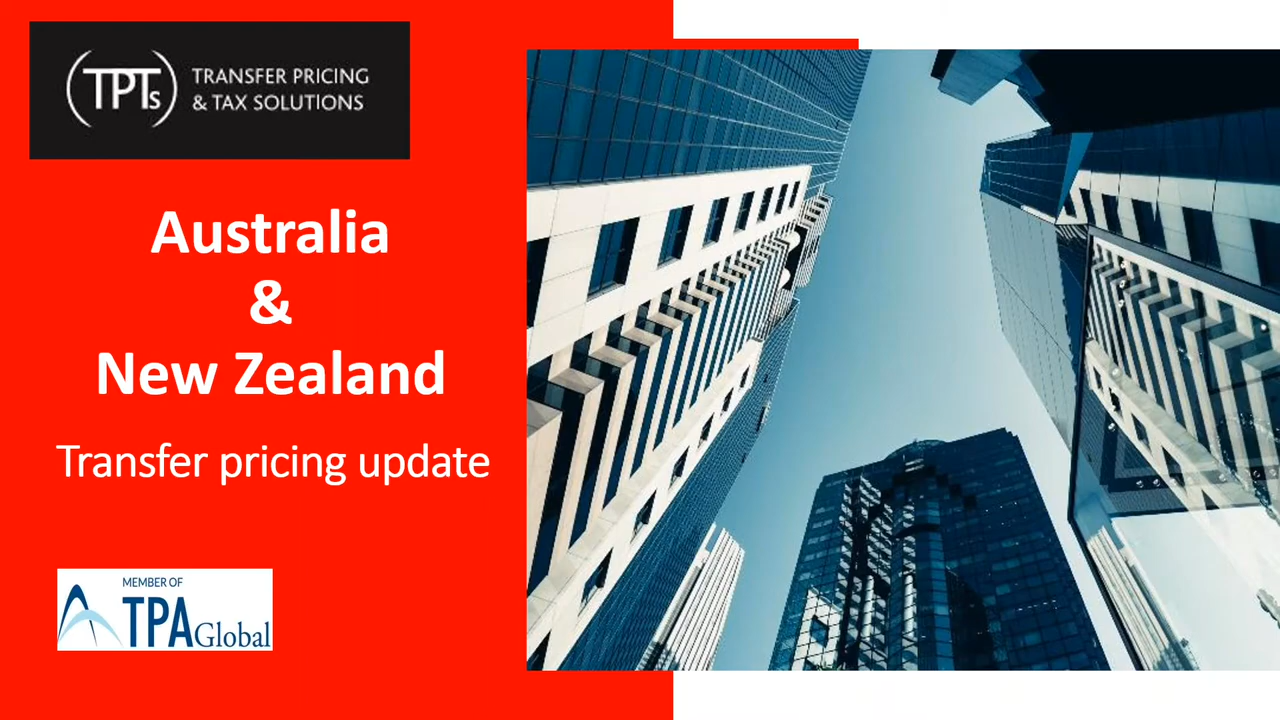 (TPTs) TRANSFER PRICING
& TAX SOLUTIONS
Australia
&
New Zealand
Transfer pricing update
MEMBER OF
TPA Global